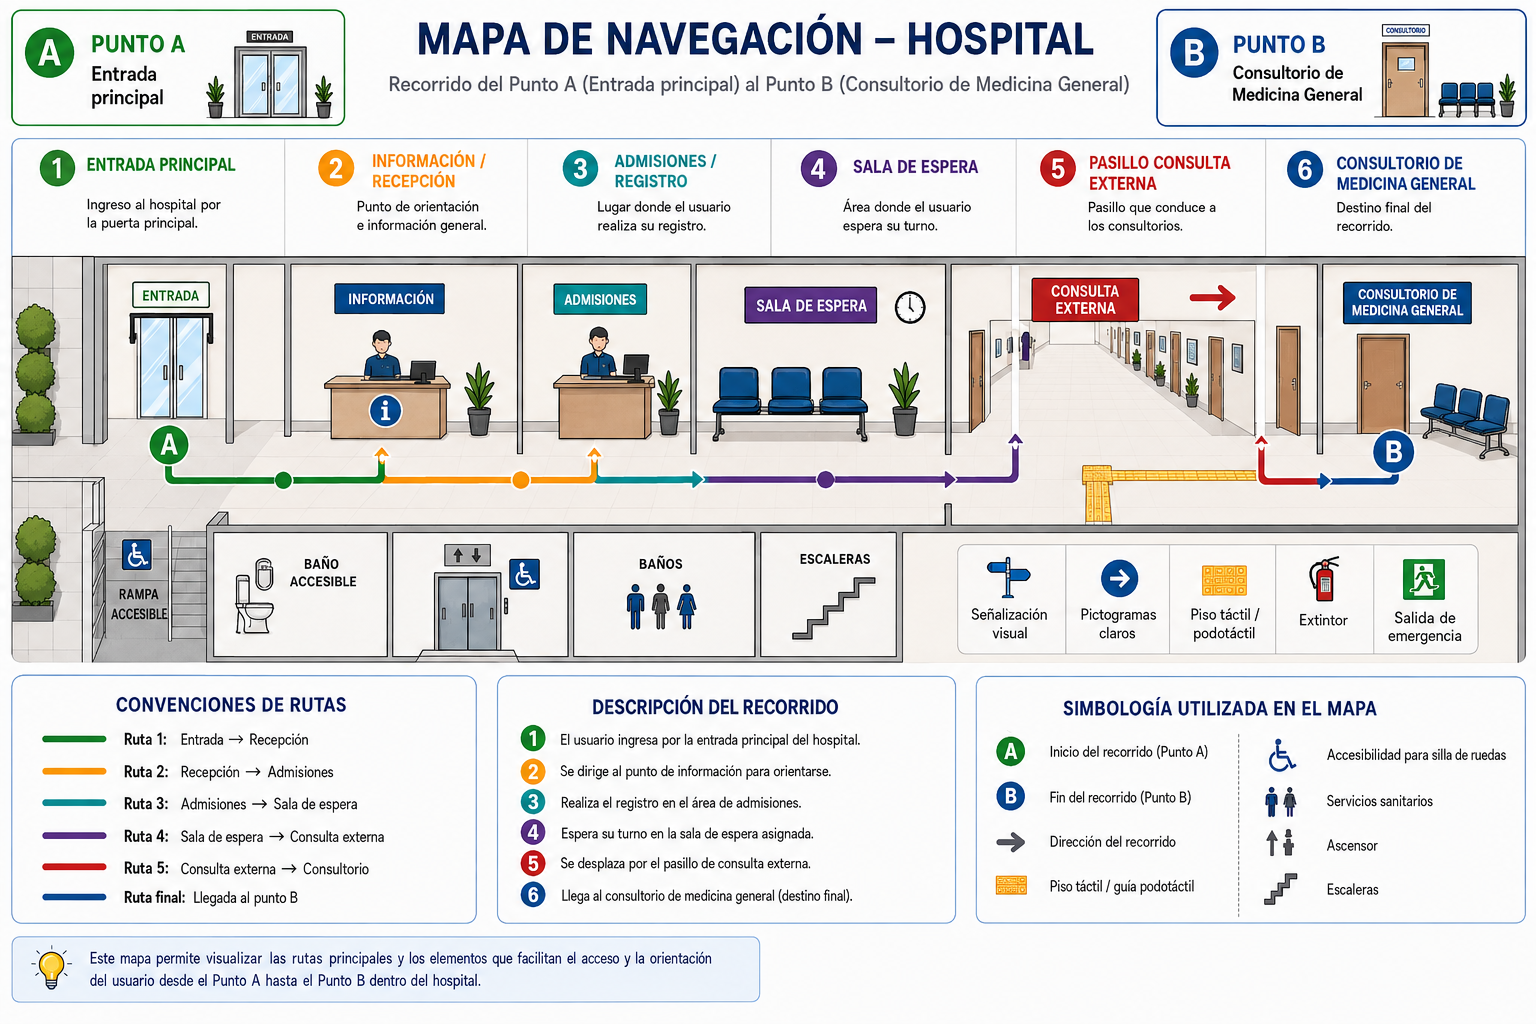 A
PUNTO A
Entrada
principal
ENTRADA
MAPA DE NAVEGACIÓN – HOSPITAL
Recorrido del Punto A (Entrada principal) al Punto B (Consultorio de Medicina General)
B
PUNTO B
Consultorio de
Medicina General
CONSULTORIO
1
ENTRADA PRINCIPAL
Ingreso al hospital por
la puerta principal.
2
INFORMACIÓN /
RECEPCIÓN
Punto de orientación
e información general.
3
ADMISIONES /
REGISTRO
Lugar donde el usuario
realiza su registro.
4
SALA DE ESPERA
Área donde el usuario
espera su turno.
5
PASILLO CONSULTA
EXTERNA
Pasillo que conduce a
los consultorios.
6
CONSULTORIO DE
MEDICINA GENERAL
Destino final del
recorrido.
ENTRADA
INFORMACIÓN
i
ADMISIONES
SALA DE ESPERA
CONSULTA
EXTERNA
CONSULTORIO DE
MEDICINA GENERAL
A
B
RAMPA
ACCESIBLE
BAÑO
ACCESIBLE
BAÑOS
ESCALERAS
Señalización
visual
Pictogramas
claros
Piso táctil /
podotáctil
Extintor
Salida de
emergencia
CONVENCIONES DE RUTAS
Ruta 1: Entrada → Recepción
Ruta 2: Recepción → Admisiones
Ruta 3: Admisiones → Sala de espera
Ruta 4: Sala de espera → Consulta externa
Ruta 5: Consulta externa → Consultorio
Ruta final: Llegada al punto B
DESCRIPCIÓN DEL RECORRIDO
1 El usuario ingresa por la entrada principal del hospital.
2 Se dirige al punto de información para orientarse.
3 Realiza el registro en el área de admisiones.
4 Espera su turno en la sala de espera asignada.
5 Se desplaza por el pasillo de consulta externa.
6 Llega al consultorio de medicina general (destino final).
SIMBOLOGÍA UTILIZADA EN EL MAPA
A Inicio del recorrido (Punto A)
B Fin del recorrido (Punto B)
Dirección del recorrido
Piso táctil / guía podotáctil
Accesibilidad para silla de ruedas
Servicios sanitarios
Ascensor
Escaleras
Este mapa permite visualizar las rutas principales y los elementos que facilitan el acceso y la orientación
del usuario desde el Punto A hasta el Punto B dentro del hospital.